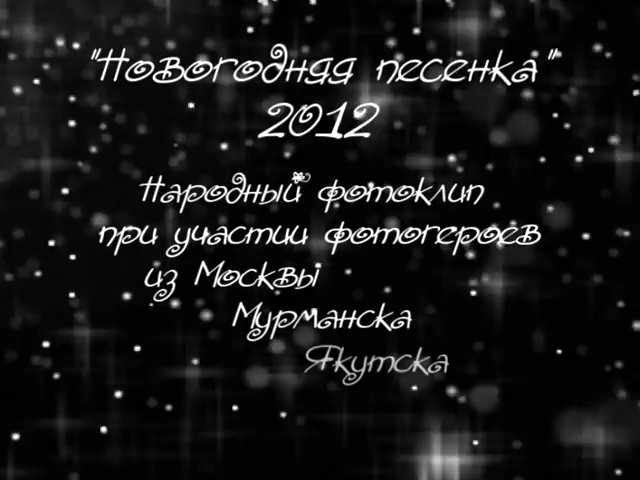 "Новогодняя песенка"
2012
Народный фотоклип
при участии фотогероев
из Москвы
Мурманска
Якутска